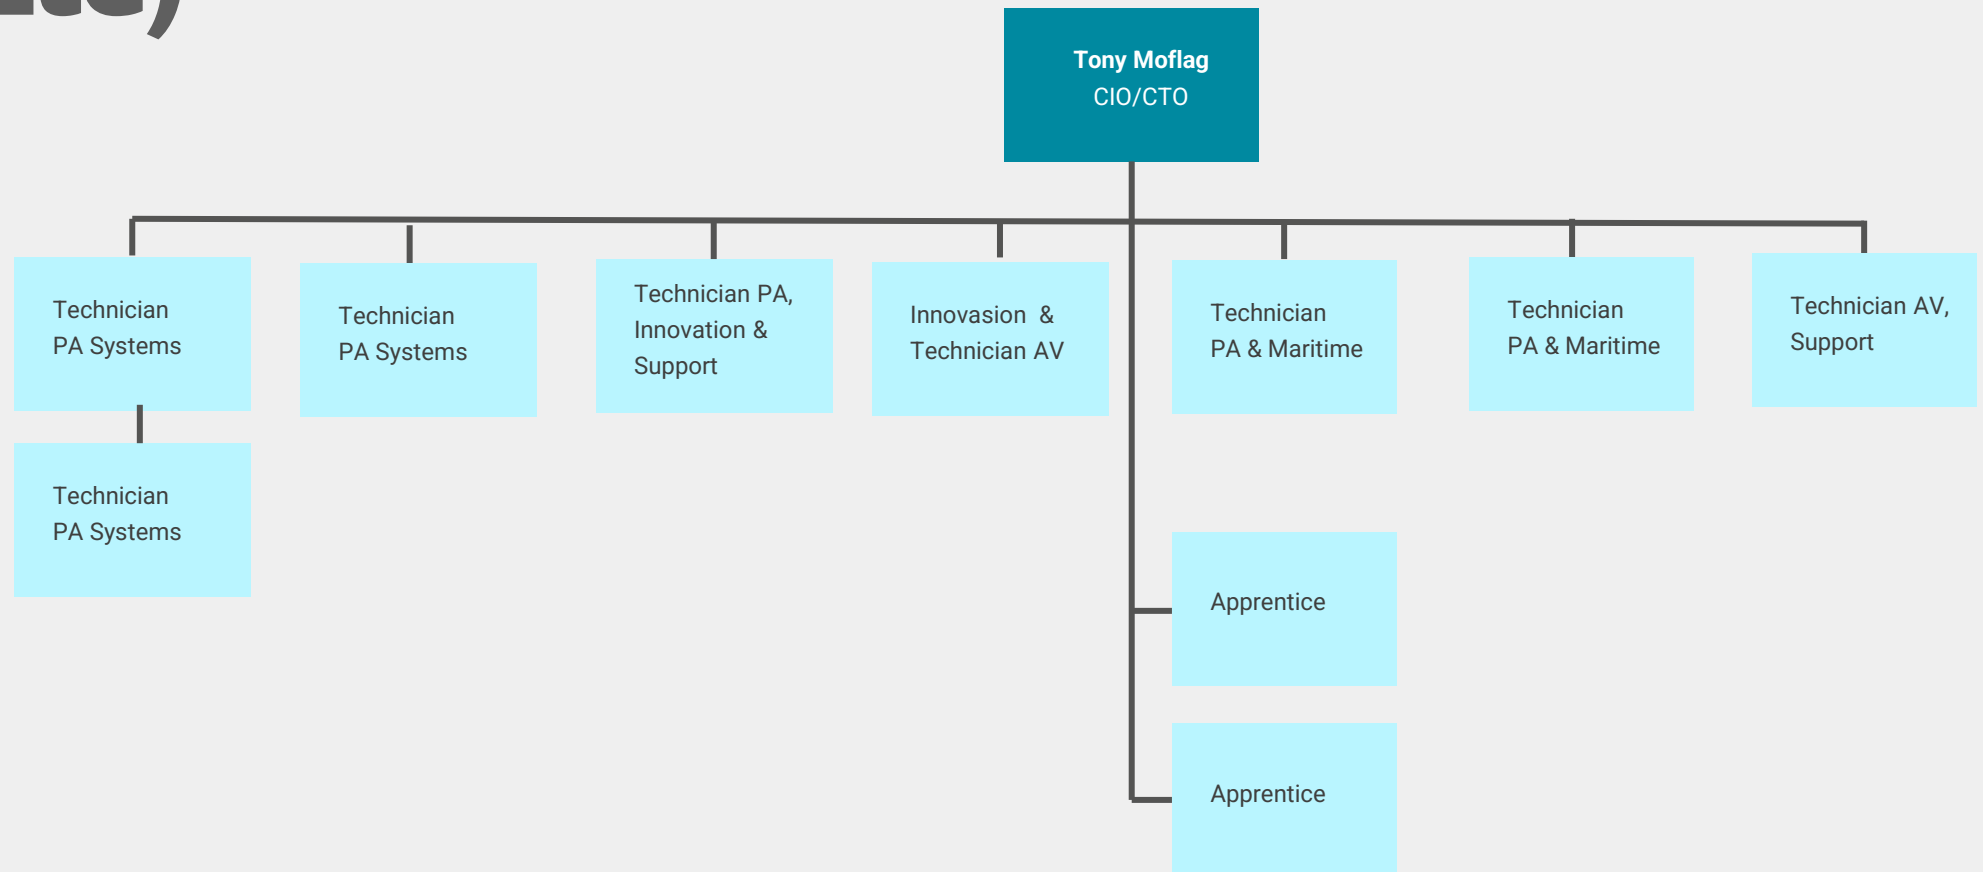 Tony Moflag
CIO/CTO
Technician
PA Systems
Technician
PA Systems
Technician PA,
Innovation &
Support
Innovasion &
Technician AV
Technician
PA & Maritime
Technician
PA & Maritime
Technician AV,
Support
Technician
PA Systems
Apprentice
Apprentice